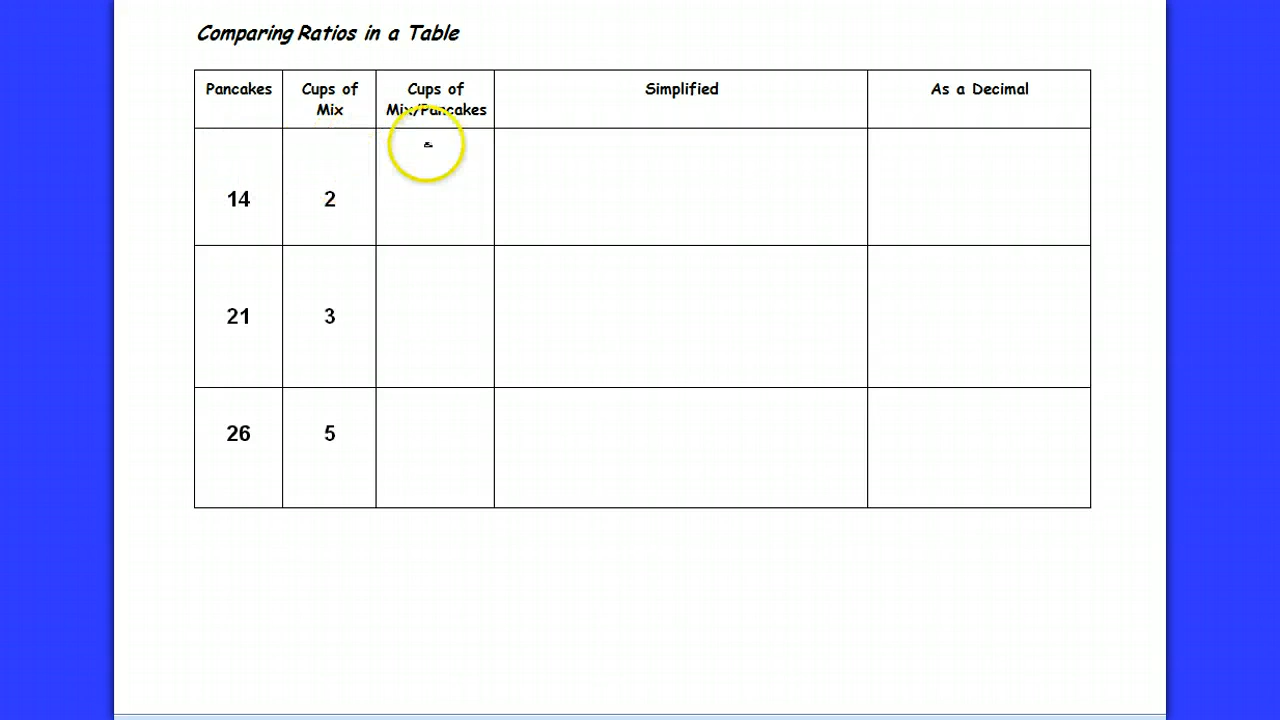 Comparing Ratios in a Table
Pancakes Cups of Mix Cups of Mix/Pancakes Simplified As a Decimal
14 2
21 3
26 5